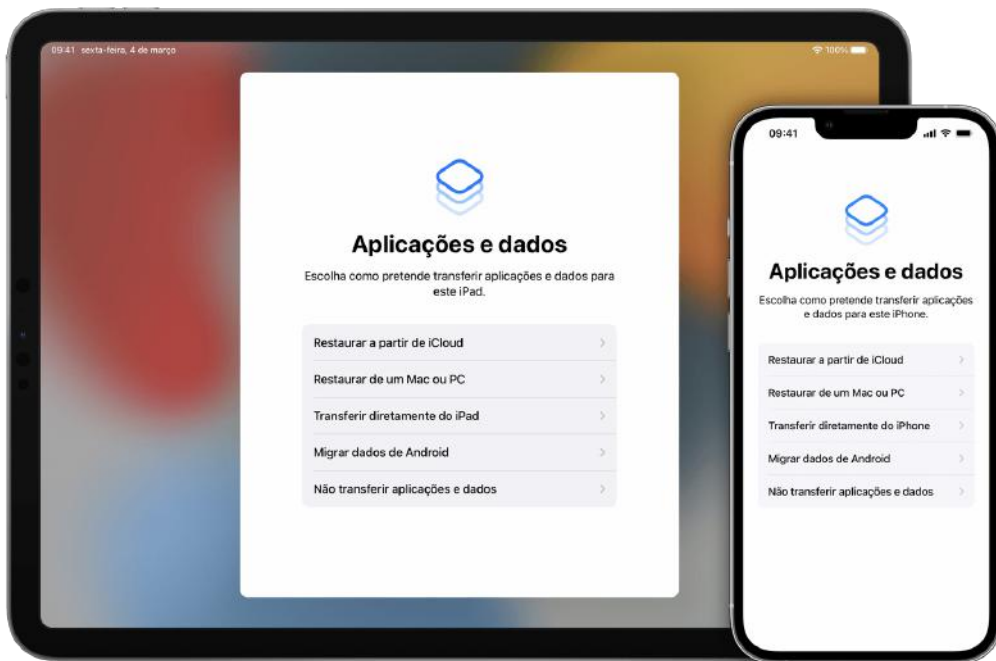 09:41 sexta-feira, 4 de março
100%
Aplicações e dados
Escolha como pretende transferir aplicações e dados para
este iPad.
Restaurar a partir de iCloud
Restaurar de um Mac ou PC
Transferir diretamente do iPad
Migrar dados de Android
Não transferir aplicações e dados
09:41
Aplicações e dados
Escolha como pretende transferir aplicações
e dados para este iPhone.
Restaurar a partir de iCloud
Restaurar de um Mac ou PC
Transferir diretamente do iPhone
Migrar dados de Android
Não transferir aplicações e dados